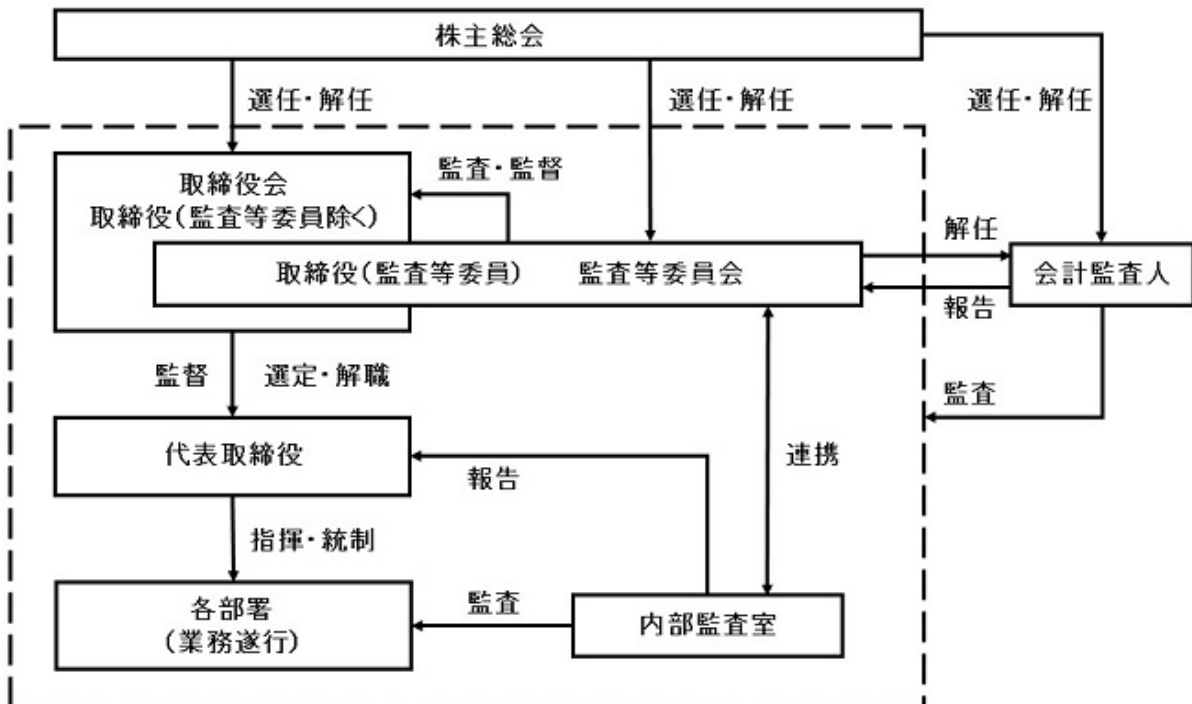 株主総会
選任・解任
選任・解任
選任・解任
監査・監督
取締役会
取締役(監査等委員除く)
取締役(監査等委員) 監査等委員会
解任
会計監査人
報告
監督
選定・解職
監査
代表取締役
報告
連携
指揮・統制
各部署
(業務遂行)
監査
内部監査室